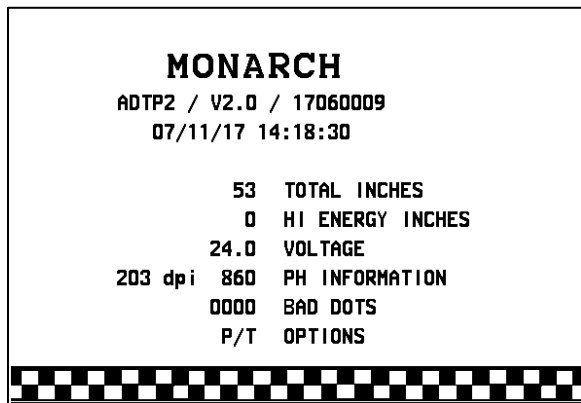 MONARCH
ADTP2 / V2.0 / 17060009
07/11/17 14:18:30
53 TOTAL INCHES
0 HI ENERGY INCHES
24.0 VOLTAGE
203 dpi 860 PH INFORMATION
0000 BAD DOTS
P/T OPTIONS